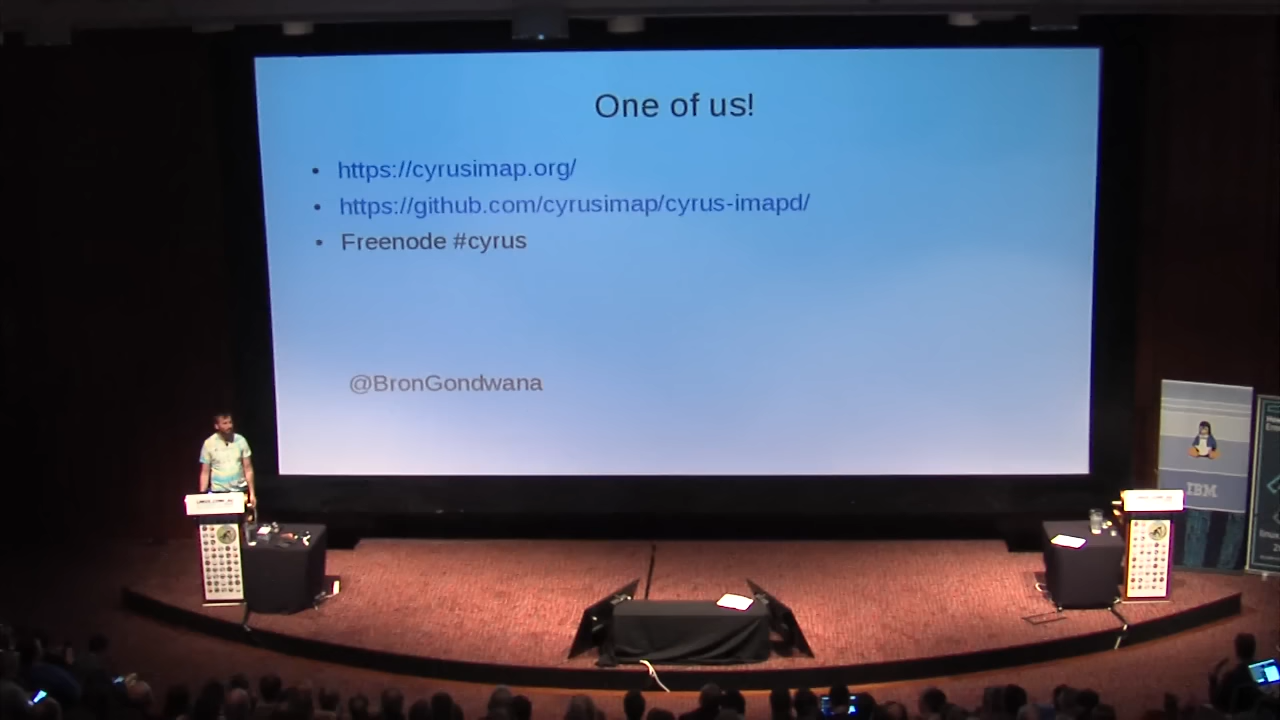 One of us!
• https://cyrusimap.org/
• https://github.com/cyrusimap/cyrus-imapd/
• Freenode #cyrus
@BronGondwana
IBM